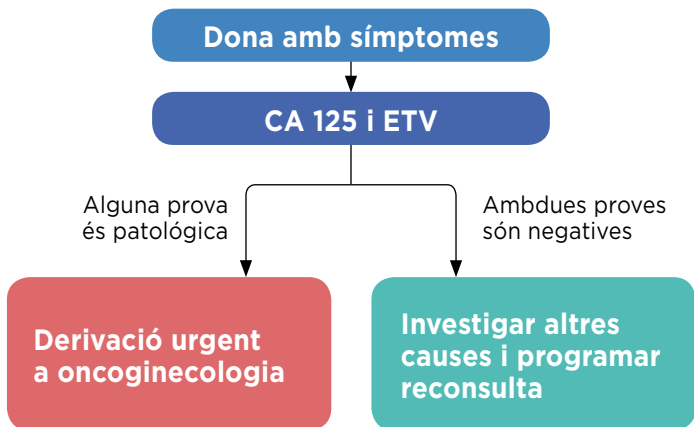 Dona amb símptomes
CA 125 i ETV
Alguna prova
és patológica
Ambdues proves
són negatives
Derivació urgent
a oncoginecologia
Investigar altres
causes i programar
reconsulta